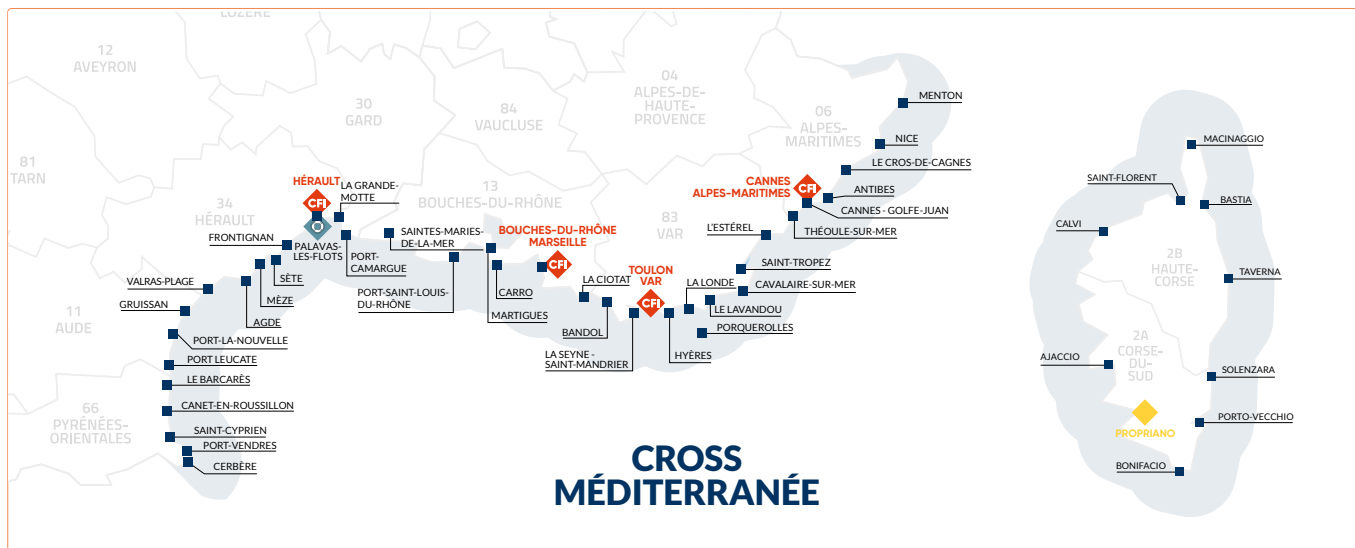 LOZÈRE
12
AVEYRON
30
GARD
84
VAUCLUSE
04
ALPES-DE-
HAUTE-
PROVENCE
06
ALPES-
MARITIMES
81
TARN
34
HÉRAULT
13
BOUCHES-DU-RHÔNE
83
VAR
11
AUDE
66
PYRÉNÉES-
ORIENTALES
HÉRAULT
CFI
LA GRANDE-
MOTTE
FRONTIGNAN
PALAVAS-
LES-FLOTS
PORT-
CAMARGUE
SAINTES-MARIES-
DE-LA-MER
PORT-SAINT-LOUIS-
DU-RHÔNE
BOUCHES-DU-RHÔNE
MARSEILLE
CFI
CARRO
MARTIGUES
LA CIOTAT
BANDOL
TOULON
VAR
CFI
LA SEYNE -
SAINT-MANDRIER
HYÈRES
LA LONDE
LE LAVANDOU
PORQUEROLLES
CAVALAIRE-SUR-MER
SAINT-TROPEZ
L'ESTÉREL
THÉOULE-SUR-MER
CANNES
ALPES-MARITIMES
CFI
CANNES - GOLFE-JUAN
ANTIBES
LE CROS-DE-CAGNES
NICE
MENTON
VALRAS-PLAGE
SÈTE
MÈZE
AGDE
GRUISSAN
PORT-LA-NOUVELLE
PORT LEUCATE
LE BARCARÈS
CANET-EN-ROUSSILLON
SAINT-CYPRIEN
PORT-VENDRES
CERBÈRE
CROSS
MÉDITERRANÉE
MACINAGGIO
SAINT-FLORENT
BASTIA
CALVI
2B
HAUTE-
CORSE
TAVERNA
2A
CORSE-
DU-
SUD
AJACCIO
SOLENZARA
PROPRIANO
PORTO-VECCHIO
BONIFACIO